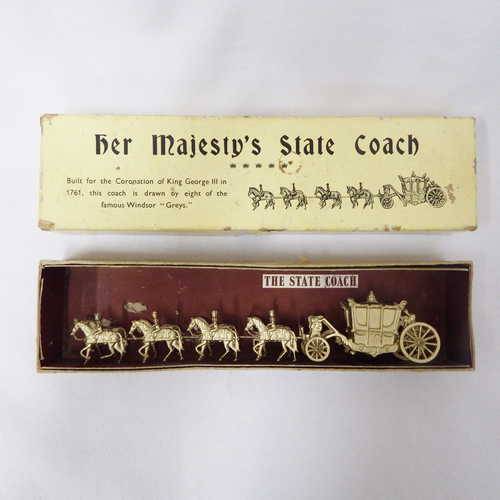 Her Majesty's State Coach
Built for the Coronation of King George III in
1761, this coach is drawn by eight of the
famous Windsor "Greys."
THE STATE COACH